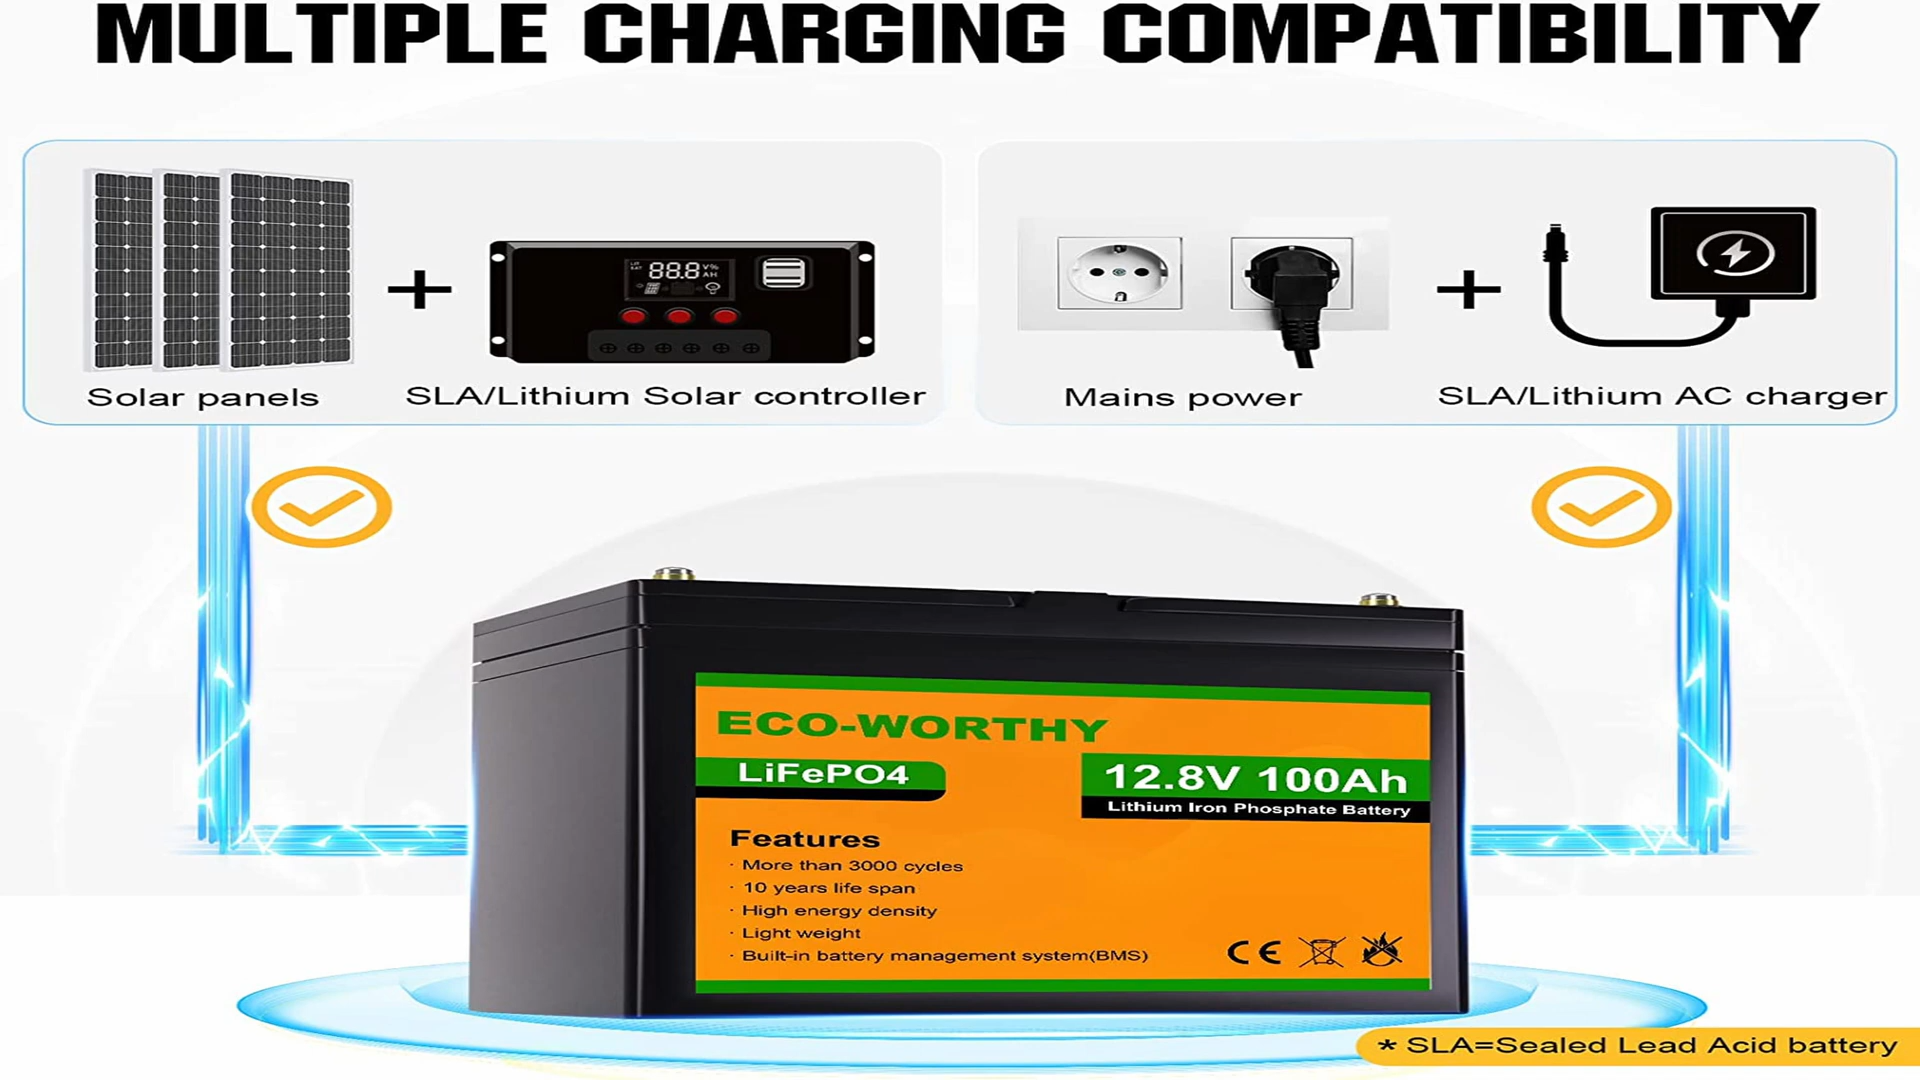 MULTIPLE CHARGING COMPATIBILITY
88.8 V% AH
Solar panels
SLA/Lithium Solar controller
Mains power
SLA/Lithium AC charger
ECO-WORTHY
LiFePO4
12.8V 100Ah
Lithium Iron Phosphate Battery
Features
· More than 3000 cycles
· 10 years life span
· High energy density
· Light weight
· Built-in battery management system(BMS)
CE
* SLA=Sealed Lead Acid battery